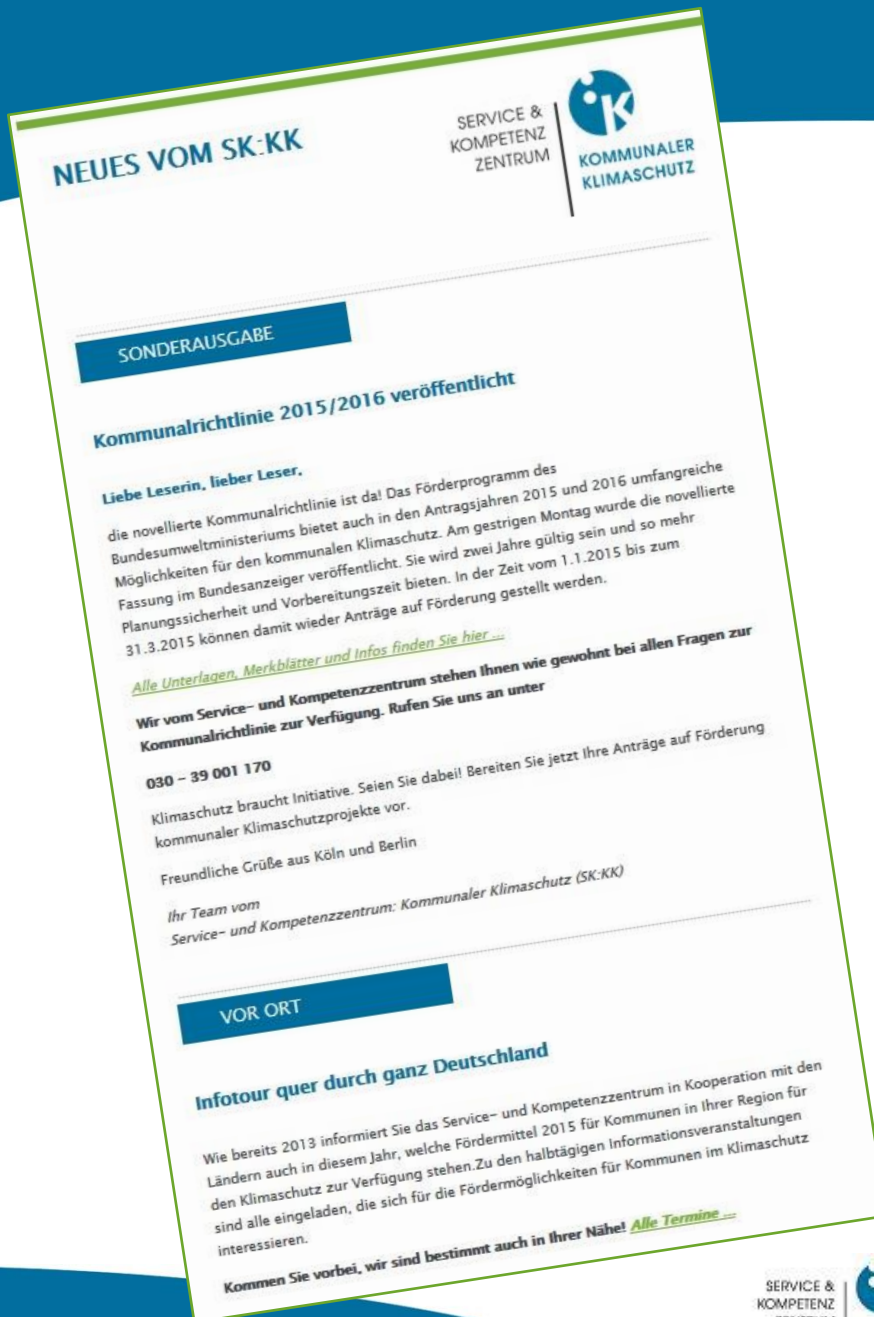 NEUES VOM SK:KK
SERVICE &
KOMPETENZ
ZENTRUM
KOMMUNALER
KLIMASCHUTZ
SONDERAUSGABE
Kommunalrichtlinie 2015/2016 veröffentlicht
Liebe Leserin, lieber Leser,
die novellierte Kommunalrichtlinie ist da! Das Förderprogramm des
Bundesumweltministeriums bietet auch in den Antragsjahren 2015 und 2016 umfangreiche
Möglichkeiten für den kommunalen Klimaschutz. Am gestrigen Montag wurde die novellierte
Fassung im Bundesanzeiger veröffentlicht. Sie wird zwei Jahre gültig sein und so mehr
Planungssicherheit und Vorbereitungszeit bieten. In der Zeit vom 1.1.2015 bis zum
31.3.2015 können damit wieder Anträge auf Förderung gestellt werden.
Alle Unterlagen, Merkblätter und Infos finden Sie hier ...
Wir vom Service- und Kompetenzzentrum stehen Ihnen wie gewohnt bei allen Fragen zur
Kommunalrichtlinie zur Verfügung. Rufen Sie uns an unter
030 – 39 001 170
Klimaschutz braucht Initiative. Seien Sie dabei! Bereiten Sie jetzt Ihre Anträge auf Förderung
kommunaler Klimaschutzprojekte vor.
Freundliche Grüße aus Köln und Berlin
Ihr Team vom
Service- und Kompetenzzentrum: Kommunaler Klimaschutz (SK:KK)
VOR ORT
Infotour quer durch ganz Deutschland
Wie bereits 2013 informiert Sie das Service- und Kompetenzzentrum in Kooperation mit den
Ländern auch in diesem Jahr, welche Fördermittel 2015 für Kommunen in Ihrer Region für
den Klimaschutz zur Verfügung stehen.Zu den halbtägigen Informationsveranstaltungen
sind alle eingeladen, die sich für die Fördermöglichkeiten für Kommunen im Klimaschutz
interessieren.
Kommen Sie vorbei, wir sind bestimmt auch in Ihrer Nähe! Alle Termine ...
SERVICE &
KOMPETENZ